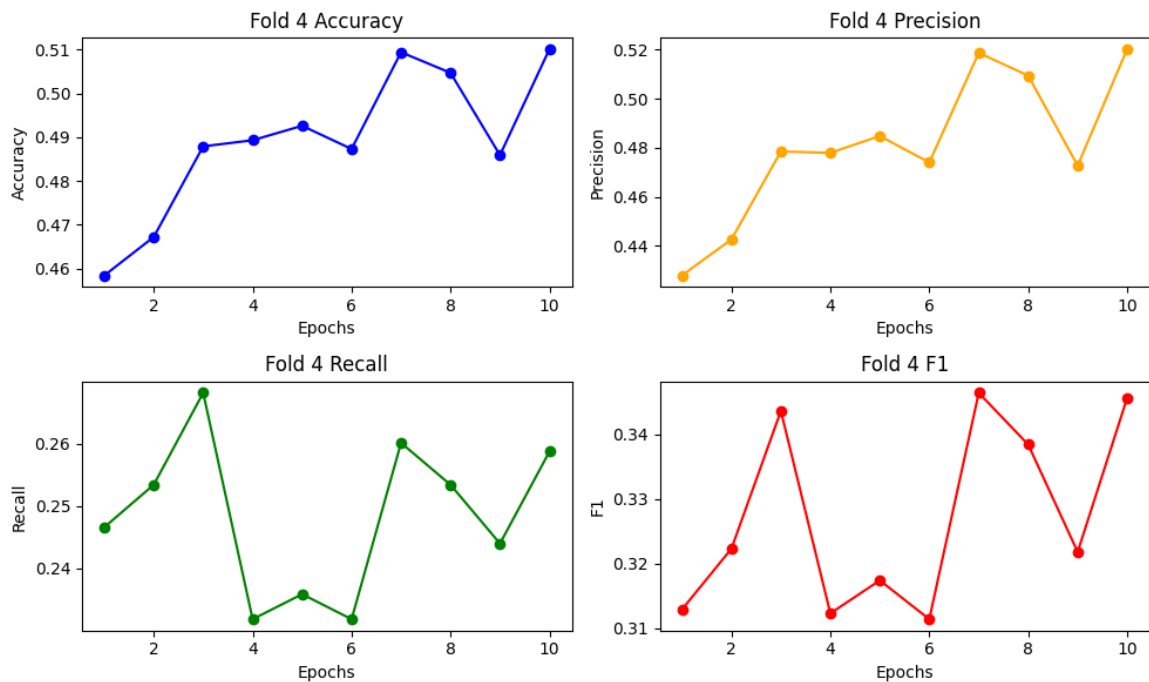 Fold 4 Accuracy
0.51
0.50
0.49
0.48
0.47
0.46
Accuracy
2 4 6 8 10
Epochs
Fold 4 Precision
0.52
0.50
0.48
0.46
0.44
Precision
2 4 6 8 10
Epochs
Fold 4 Recall
0.26
0.25
0.24
Recall
2 4 6 8 10
Epochs
Fold 4 F1
0.34
0.33
0.32
0.31
F1
2 4 6 8 10
Epochs